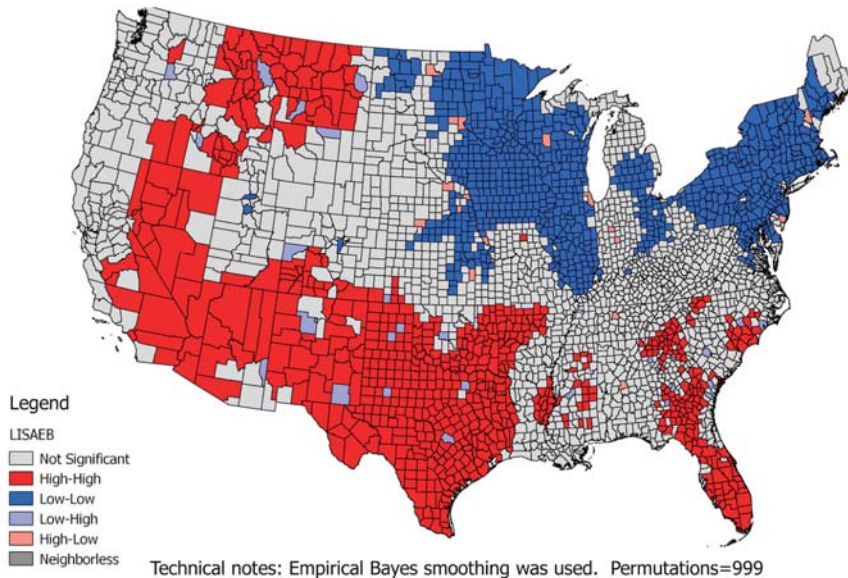 Legend
LISAEB
Not Significant
High-High
Low-Low
Low-High
High-Low
Neighborless
Technical notes: Empirical Bayes smoothing was used. Permutations=999